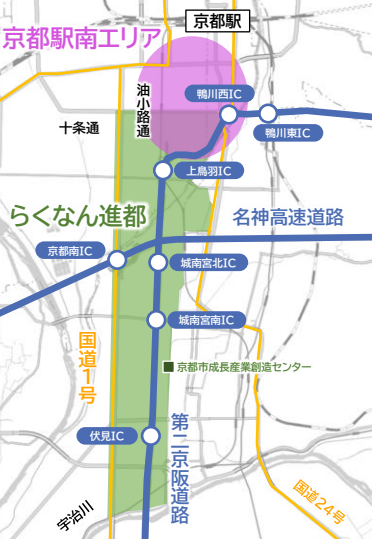 京都駅
京都駅南エリア
鴨川西IC
油小路通
十条通
鴨川東IC
上鳥羽IC
らくなん進都
名神高速道路
京都南IC
城南宮北IC
城南宮南IC
国道1号
京都市成長産業創造センター
第二京阪道路
伏見IC
国道24号
宇治川